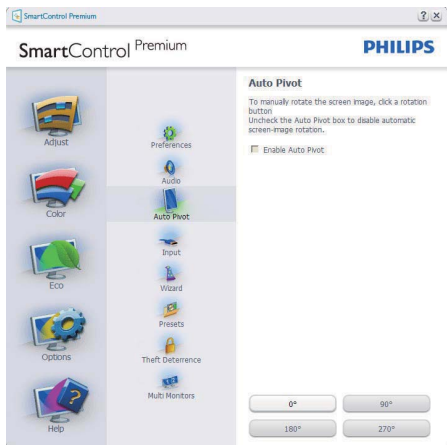 SmartControl Premium
? X
SmartControl Premium
PHILIPS
Adjust
Color
Eco
Options
Help
?
Preferences
Audio
Auto Pivot
Input
Wizard
Presets
Theft Deterrence
1 2
Multi Monitors
Auto Pivot
To manually rotate the screen image, click a rotation
button
Uncheck the Auto Pivot box to disable automatic
screen-image rotation.
Enable Auto Pivot
0°
90°
180°
270°